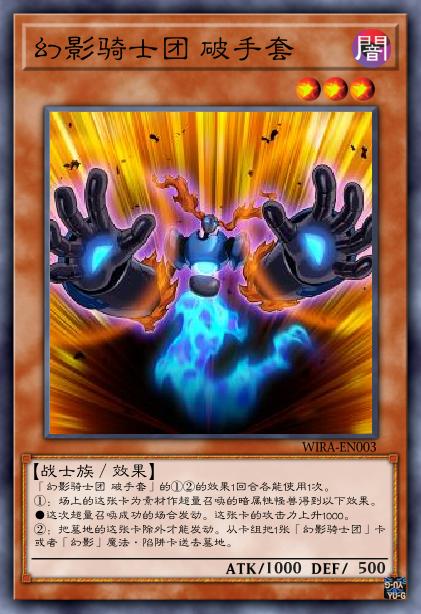 幻影骑士团 破手套
闇
WIRA-EN003
【战士族／效果】
「幻影骑士团 破手套」的①②的效果1回合各能使用1次。
①：场上的这张卡为素材作超量召唤的暗属性怪兽得到以下效果。
●这次超量召唤成功的场合发动。这张卡的攻击力上升1000。
②：把墓地的这张卡除外才能发动。从卡组把1张「幻影骑士团」卡
或者「幻影」魔法·陷阱卡送去墓地。
ATK/1000 DEF/ 500